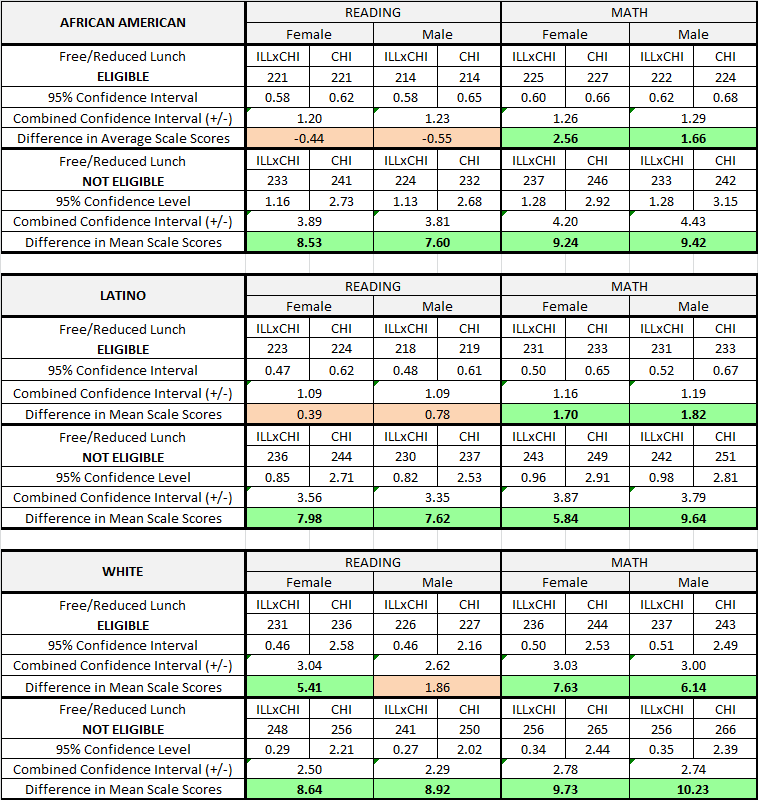 AFRICAN AMERICAN READING MATH
Female Male Female Male
Free/Reduced Lunch ILLxCHI CHI ILLxCHI CHI ILLxCHI CHI ILLxCHI CHI
ELIGIBLE 221 221 214 214 225 227 222 224
95% Confidence Interval 0.58 0.62 0.58 0.65 0.60 0.66 0.62 0.68
Combined Confidence Interval (+/-) 1.20 1.23 1.26 1.29
Difference in Average Scale Scores -0.44 -0.55 2.56 1.66
Free/Reduced Lunch ILLxCHI CHI ILLxCHI CHI ILLxCHI CHI ILLxCHI CHI
NOT ELIGIBLE 233 241 224 232 237 246 233 242
95% Confidence Level 1.16 2.73 1.13 2.68 1.28 2.92 1.28 3.15
Combined Confidence Interval (+/-) 3.89 3.81 4.20 4.43
Difference in Mean Scale Scores 8.53 7.60 9.24 9.42
LATINO READING MATH
Female Male Female Male
Free/Reduced Lunch ILLxCHI CHI ILLxCHI CHI ILLxCHI CHI ILLxCHI CHI
ELIGIBLE 223 224 218 219 231 233 231 233
95% Confidence Interval 0.47 0.62 0.48 0.61 0.50 0.65 0.52 0.67
Combined Confidence Interval (+/-) 1.09 1.09 1.16 1.19
Difference in Mean Scale Scores 0.39 0.78 1.70 1.82
Free/Reduced Lunch ILLxCHI CHI ILLxCHI CHI ILLxCHI CHI ILLxCHI CHI
NOT ELIGIBLE 236 244 230 237 243 249 242 251
95% Confidence Level 0.85 2.71 0.82 2.53 0.96 2.91 0.98 2.81
Combined Confidence Interval (+/-) 3.56 3.35 3.87 3.79
Difference in Mean Scale Scores 7.98 7.62 5.84 9.64
WHITE READING MATH
Female Male Female Male
Free/Reduced Lunch ILLxCHI CHI ILLxCHI CHI ILLxCHI CHI ILLxCHI CHI
ELIGIBLE 231 236 226 227 236 244 237 243
95% Confidence Interval 0.46 2.58 0.46 2.16 0.50 2.53 0.51 2.49
Combined Confidence Interval (+/-) 3.04 2.62 3.03 3.00
Difference in Mean Scale Scores 5.41 1.86 7.63 6.14
Free/Reduced Lunch ILLxCHI CHI ILLxCHI CHI ILLxCHI CHI ILLxCHI CHI
NOT ELIGIBLE 248 256 241 250 256 265 256 266
95% Confidence Level 0.29 2.21 0.27 2.02 0.34 2.44 0.35 2.39
Combined Confidence Interval (+/-) 2.50 2.29 2.78 2.74
Difference in Mean Scale Scores 8.64 8.92 9.73 10.23